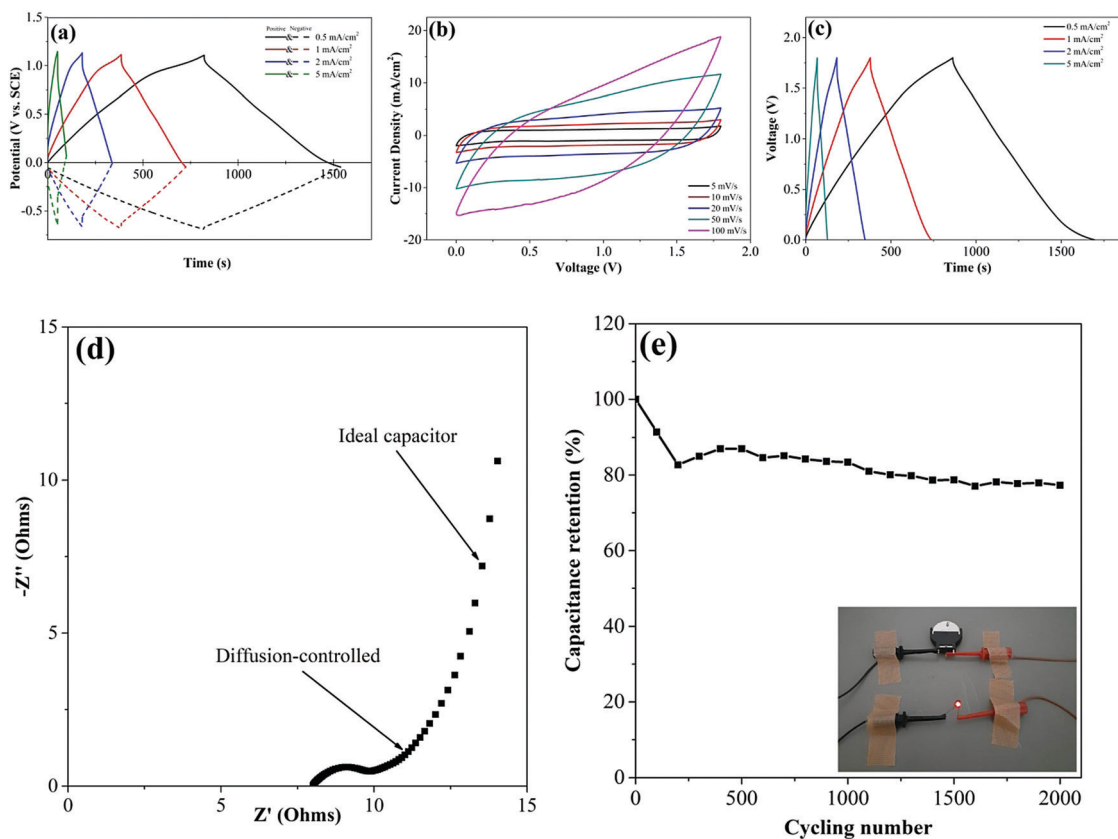 (a)
Positive Negative
& 0.5 mA/cm²
& 1 mA/cm²
& 2 mA/cm²
& 5 mA/cm²
Potential (V vs. SCE)
1.5
1.0
0.5
0.0
-0.5
0 500 1000 1500
Time (s)
(b)
Current Density (mA/cm²)
20
10
0
-10
-20
5 mV/s
10 mV/s
20 mV/s
50 mV/s
100 mV/s
0.0 0.5 1.0 1.5 2.0
Voltage (V)
(c)
0.5 mA/cm²
1 mA/cm²
2 mA/cm²
5 mA/cm²
Voltage (V)
2.0
1.5
1.0
0.5
0.0
0 500 1000 1500
Time (s)
(d)
-Z'' (Ohms)
15
10
5
0
Ideal capacitor
Diffusion-controlled
0 5 10 15
Z' (Ohms)
(e)
Capacitance retention (%)
120
100
80
60
40
20
0
0 500 1000 1500 2000
Cycling number